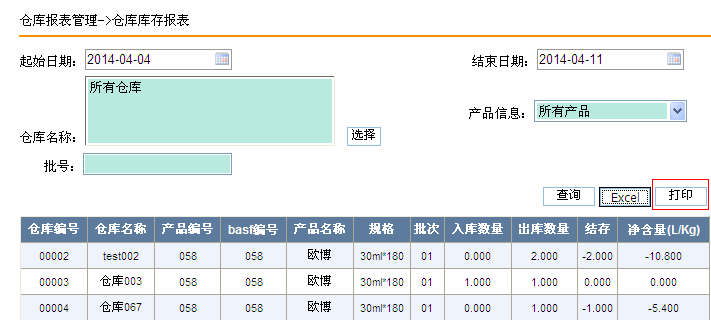 仓库报表管理->仓库库存报表
起始日期: 2014-04-04 结束日期: 2014-04-11
所有仓库
产品信息: 所有产品
仓库名称: 选择
批号:
查询 Excel 打印
仓库编号 仓库名称 产品编号 basf编号 产品名称 规格 批次 入库数量 出库数量 结存 净含量(L/Kg)
00002 test002 058 058 欧博 30ml*180 01 0.000 2.000 -2.000 -10.800
00003 仓库003 058 058 欧博 30ml*180 01 1.000 1.000 0.000 0.000
00004 仓库067 058 058 欧博 30ml*180 01 0.000 1.000 -1.000 -5.400